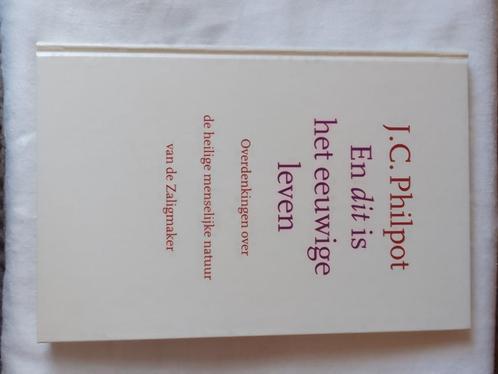 J.C. Philpot
En dit is
het eeuwige
leven
Overdenkingen over
de heilige menselijke natuur
van de Zaligmaker